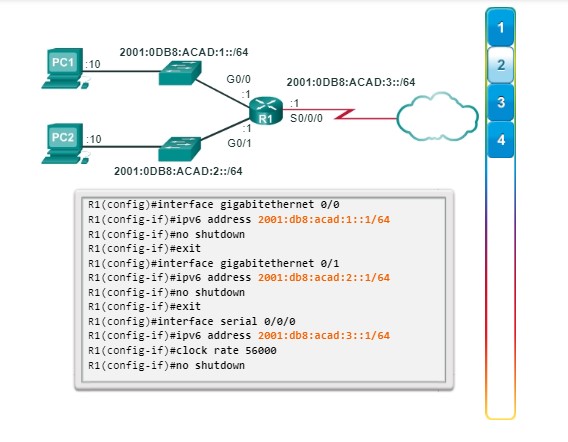 2001:0DB8:ACAD:1::/64
PC1
:10
G0/0
:1
2001:0DB8:ACAD:3::/64
:1
R1
S0/0/0
PC2
:10
:1
G0/1
2001:0DB8:ACAD:2::/64
1
2
3
4
R1(config)#interface gigabitethernet 0/0
R1(config-if)#ipv6 address 2001:db8:acad:1::1/64
R1(config-if)#no shutdown
R1(config-if)#exit
R1(config)#interface gigabitethernet 0/1
R1(config-if)#ipv6 address 2001:db8:acad:2::1/64
R1(config-if)#no shutdown
R1(config-if)#exit
R1(config)#interface serial 0/0/0
R1(config-if)#ipv6 address 2001:db8:acad:3::1/64
R1(config-if)#clock rate 56000
R1(config-if)#no shutdown